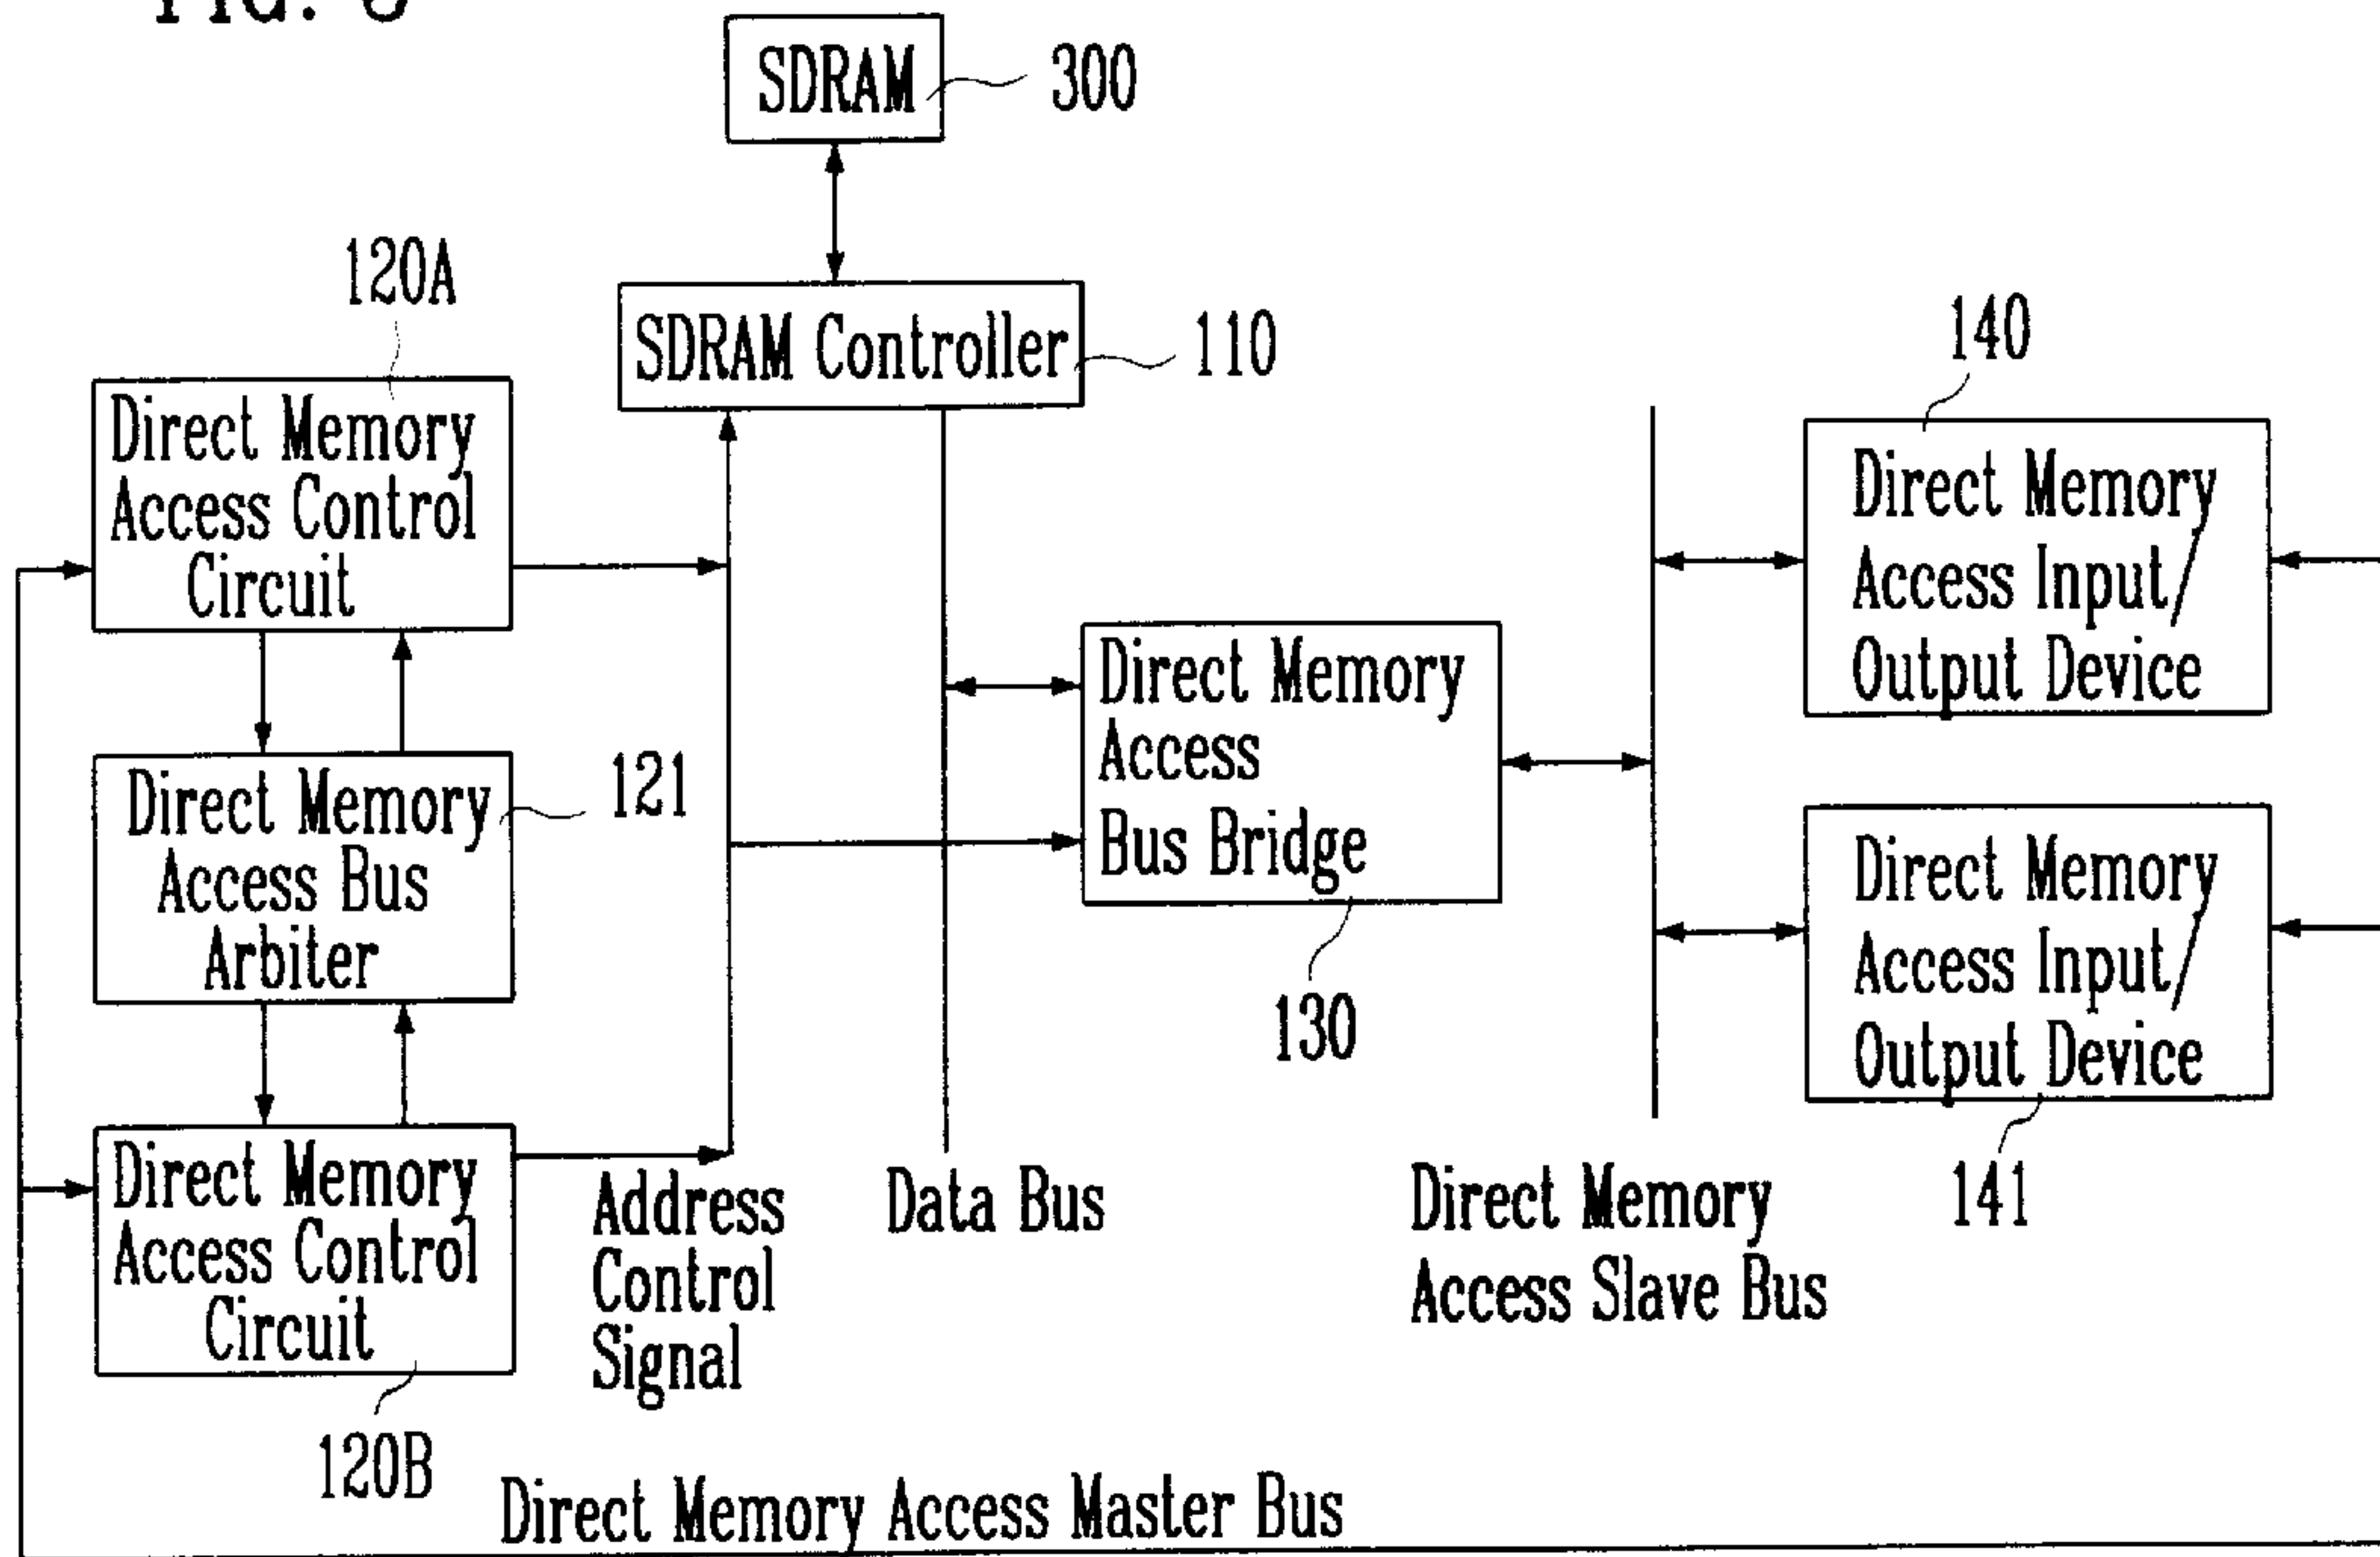 SDRAM
300
120A
SDRAM Controller
110
140
Direct Memory
Access Control
Circuit
Direct Memory
Access Input/
Output Device
Direct Memory
Access
Bus Bridge
130
Direct Memory
Access Bus
Arbiter
121
Direct Memory
Access Input/
Output Device
141
Direct Memory
Access Control
Circuit
120B
Address
Control
Signal
Data Bus
Direct Memory
Access Slave Bus
Direct Memory Access Master Bus